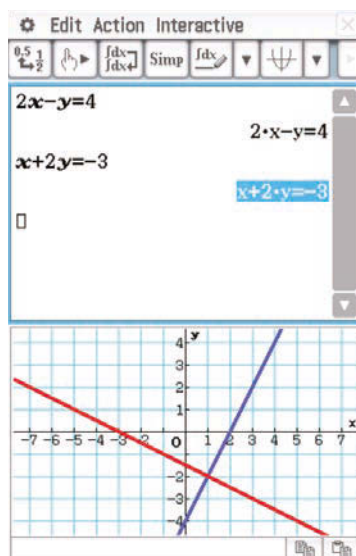 Edit Action Interactive
0.5 1 2 ∫dx ∫dx Simp ∫dx
2x−y=4
2·x−y=4
x+2y=−3
x+2·y=−3
y
4
3
2
1
x
−7 −6 −5 −4 −3 −2 0 1 2 3 4 5 6 7
−2
−3
−4